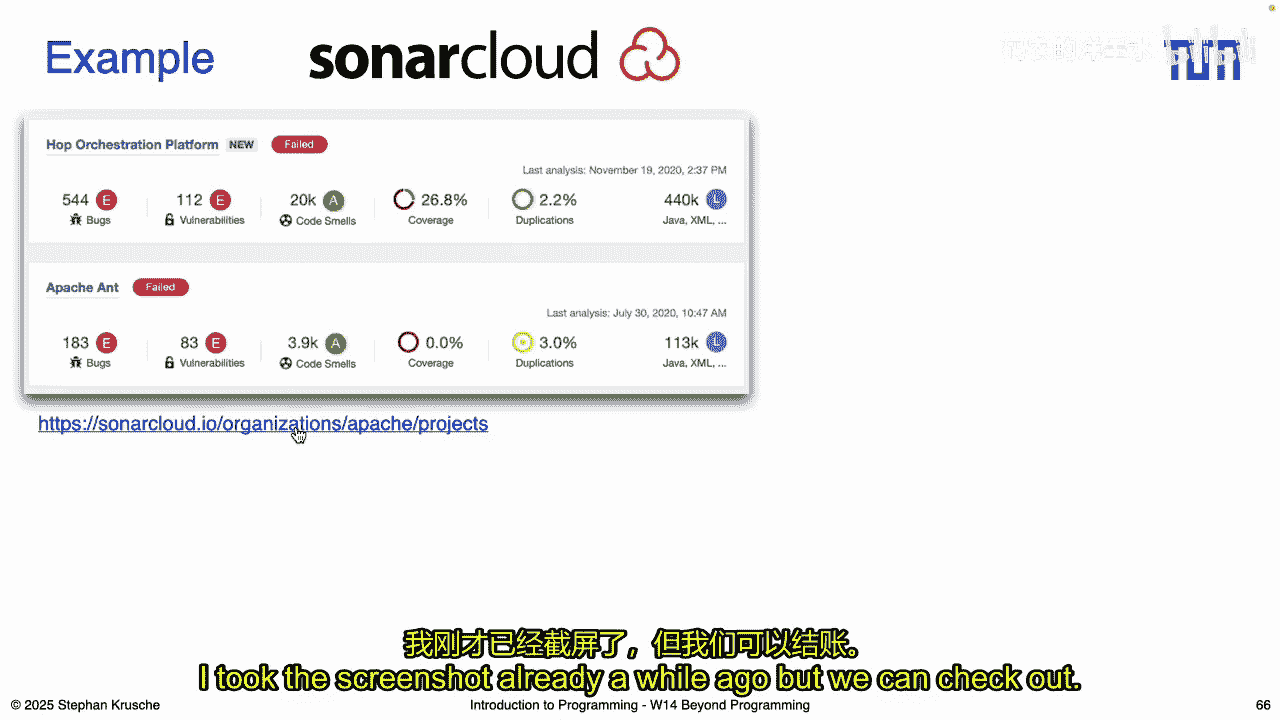 Example
sonarcloud
Hop Orchestration Platform NEW Failed
Last analysis: November 19, 2020, 2:37 PM
544 E 112 E 20k A 26.8% 2.2% 440k L
Bugs Vulnerabilities Code Smells Coverage Duplications Java, XML, ...
Apache Ant Failed
Last analysis: July 30, 2020, 10:47 AM
183 E 83 E 3.9k A 0.0% 3.0% 113k L
Bugs Vulnerabilities Code Smells Coverage Duplications Java, XML, ...
https://sonarcloud.io/organizations/apache/projects
我刚才已经截屏了，但我们可以结账。
I took the screenshot already a while ago but we can check out.
© 2025 Stephan Krusche Introduction to Programming - W14 Beyond Programming 66